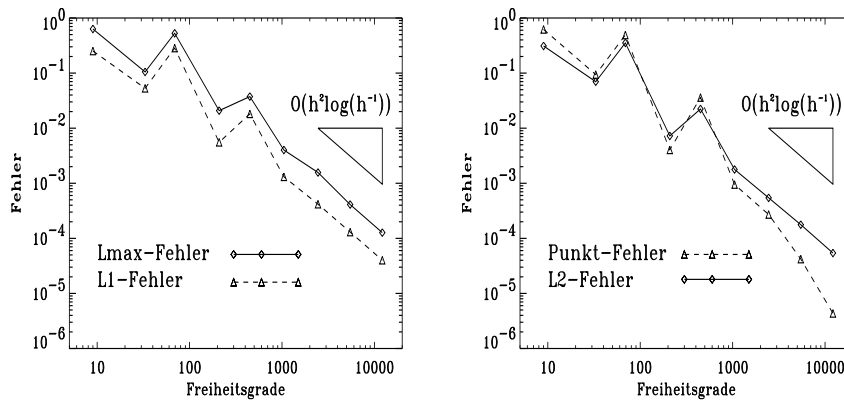 10^0
10^-1
10^-2
10^-3
10^-4
10^-5
10^-6
Fehler
O(h^2log(h^-1))
Lmax-Fehler
L1-Fehler
10 100 1000 10000
Freiheitsgrade
10^0
10^-1
10^-2
10^-3
10^-4
10^-5
10^-6
Fehler
O(h^2log(h^-1))
Punkt-Fehler
L2-Fehler
10 100 1000 10000
Freiheitsgrade